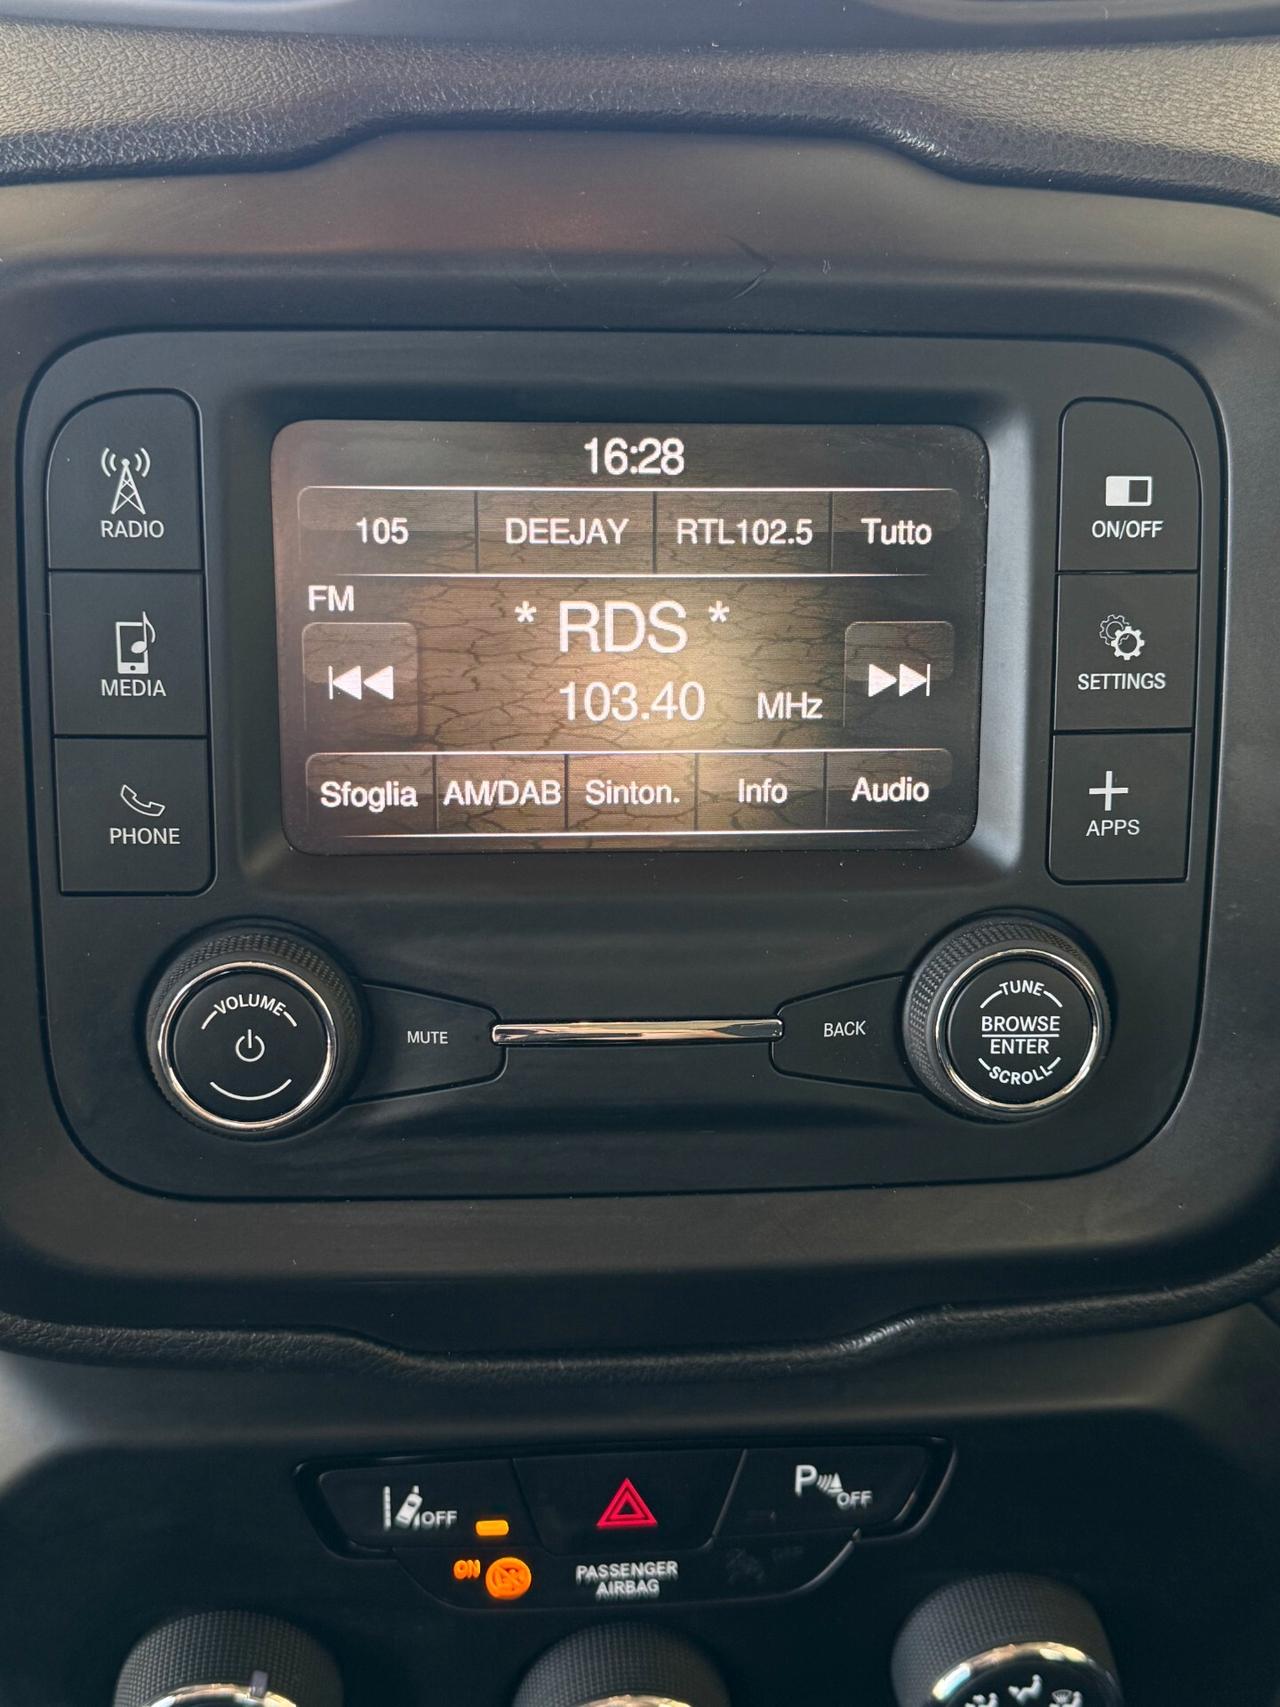 16:28
105 DEEJAY RTL102.5 Tutto
FM
* RDS *
103.40 MHz
Sfoglia AM/DAB Sinton. Info Audio
RADIO
MEDIA
PHONE
ON/OFF
SETTINGS
APPS
VOLUME
MUTE
BACK
TUNE
BROWSE
ENTER
SCROLL
OFF
P OFF
ON
PASSENGER
AIRBAG